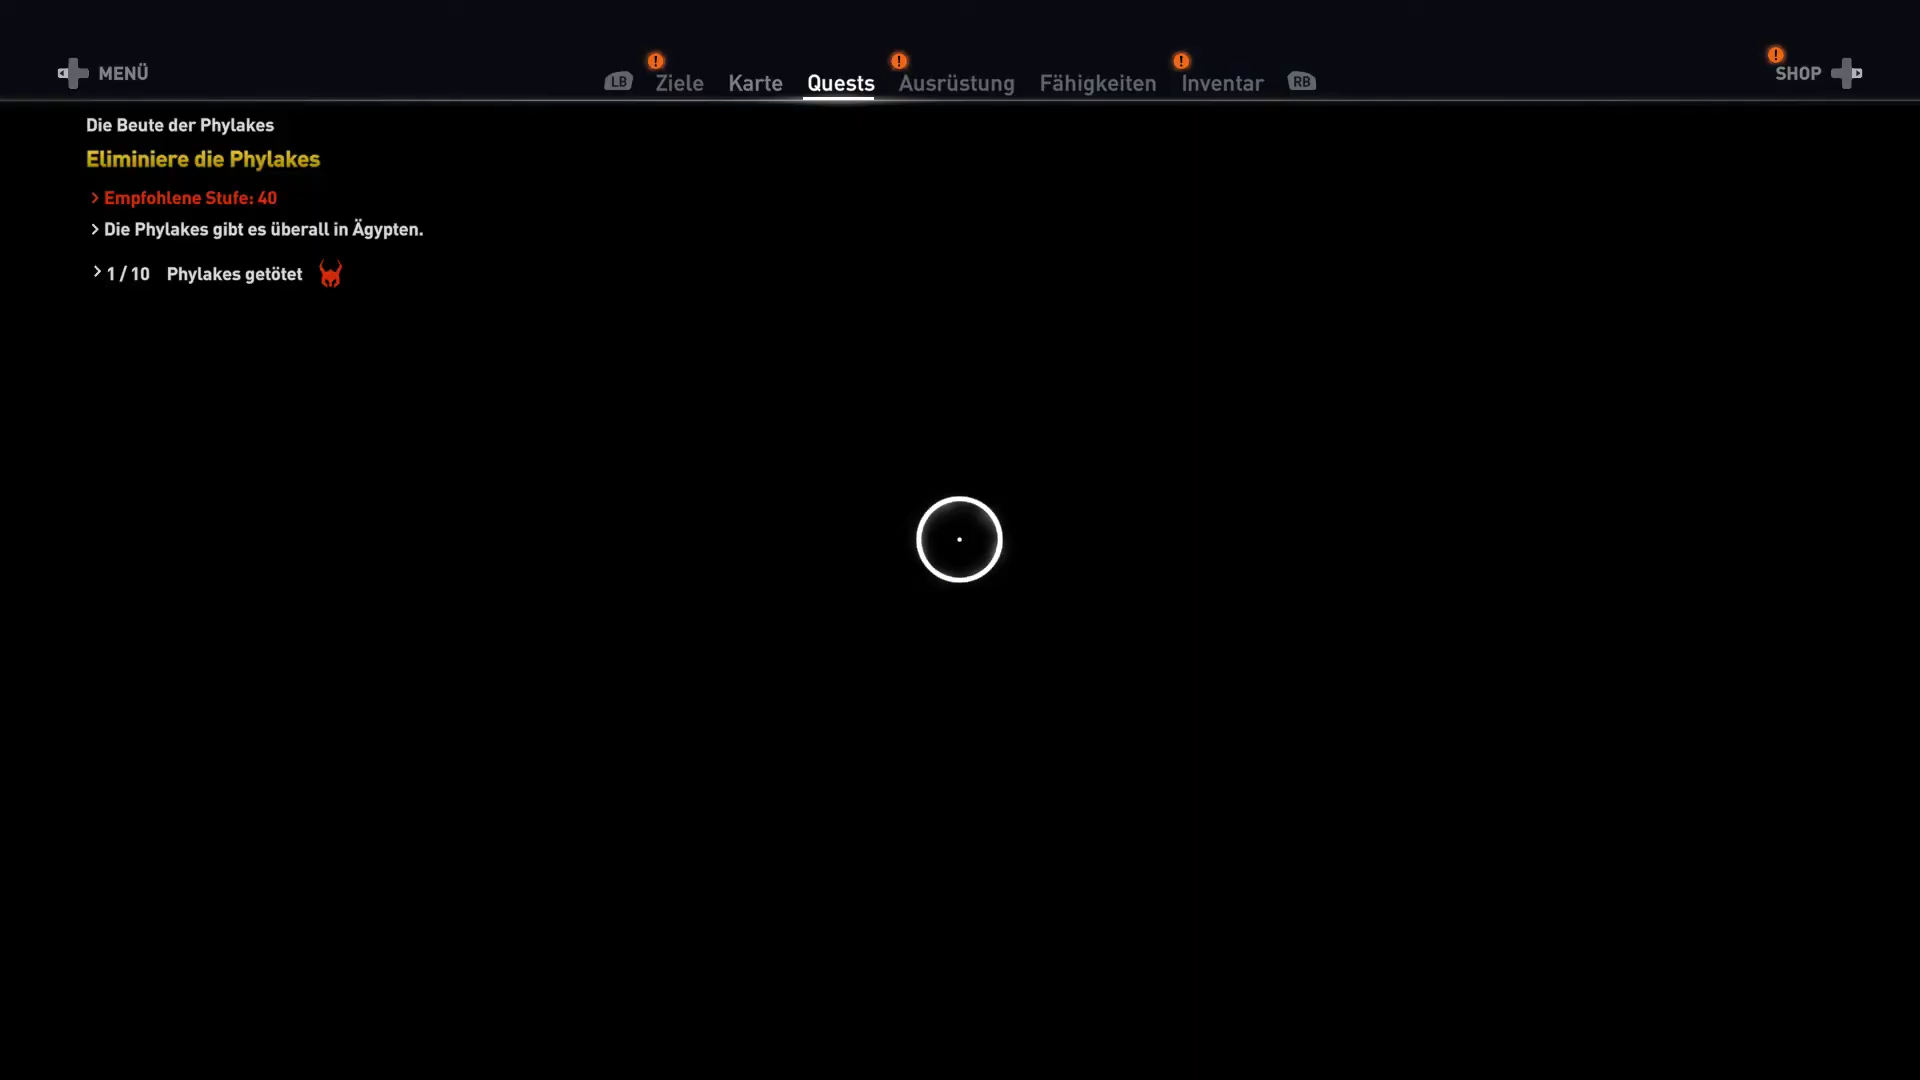 MENÜ
LB Ziele Karte Quests Ausrüstung Fähigkeiten Inventar RB
SHOP
Die Beute der Phylakes
Eliminiere die Phylakes
> Empfohlene Stufe: 40
> Die Phylakes gibt es überall in Ägypten.
> 1 / 10 Phylakes getötet